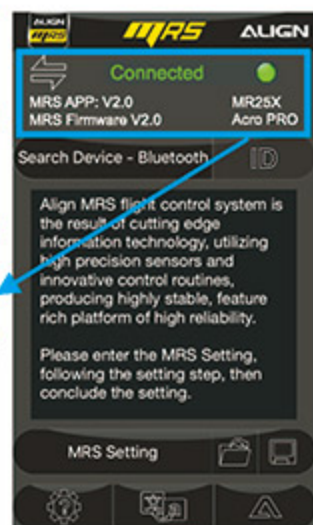 ALIGN
MRS
MRS
ALIGN
Connected
MRS APP: V2.0
MR25X
MRS Firmware V2.0
Acro PRO
Search Device - Bluetooth
ID
Align MRS flight control system is
the result of cutting edge
information technology, utilizing
high precision sensors and
innovative control routines,
producing highly stable, feature
rich platform of high reliability.
Please enter the MRS Setting,
following the setting step, then
conclude the setting.
MRS Setting